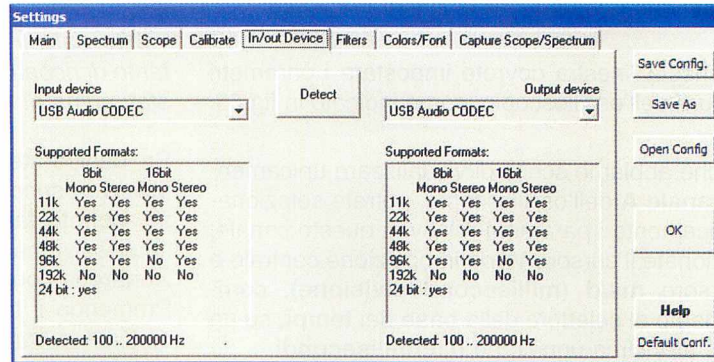 Settings
Main Spectrum Scope Calibrate In/out Device Filters Colors/Font Capture Scope/Spectrum
Save Config.
Save As
Open Config
OK
Help
Default Conf.
Input device
USB Audio CODEC
Detect
Output device
USB Audio CODEC
Supported Formats:
8bit 16bit
Mono Stereo Mono Stereo
11k Yes Yes Yes Yes
22k Yes Yes Yes Yes
44k Yes Yes Yes Yes
48k Yes Yes Yes Yes
96k Yes Yes No Yes
192k No No No No
24 bit : yes
Detected: 100 .. 200000 Hz
Supported Formats:
8bit 16bit
Mono Stereo Mono Stereo
11k Yes Yes Yes Yes
22k Yes Yes Yes Yes
44k Yes Yes Yes Yes
48k Yes Yes Yes Yes
96k Yes Yes No Yes
192k No No No No
24 bit : yes
Detected: 100 .. 200000 Hz